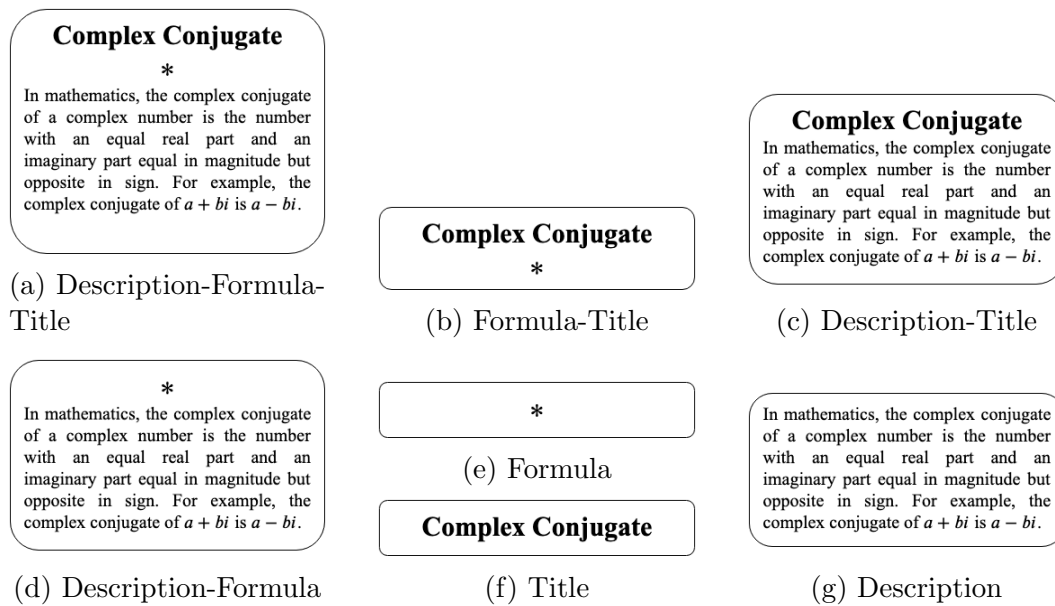 Complex Conjugate
*
In mathematics, the complex conjugate
of a complex number is the number
with an equal real part and an
imaginary part equal in magnitude but
opposite in sign. For example, the
complex conjugate of a + bi is a − bi.
(a) Description-Formula-
Title
Complex Conjugate
*
(b) Formula-Title
Complex Conjugate
In mathematics, the complex conjugate
of a complex number is the number
with an equal real part and an
imaginary part equal in magnitude but
opposite in sign. For example, the
complex conjugate of a + bi is a − bi.
(c) Description-Title
*
In mathematics, the complex conjugate
of a complex number is the number
with an equal real part and an
imaginary part equal in magnitude but
opposite in sign. For example, the
complex conjugate of a + bi is a − bi.
(d) Description-Formula
*
(e) Formula
Complex Conjugate
(f) Title
In mathematics, the complex conjugate
of a complex number is the number
with an equal real part and an
imaginary part equal in magnitude but
opposite in sign. For example, the
complex conjugate of a + bi is a − bi.
(g) Description